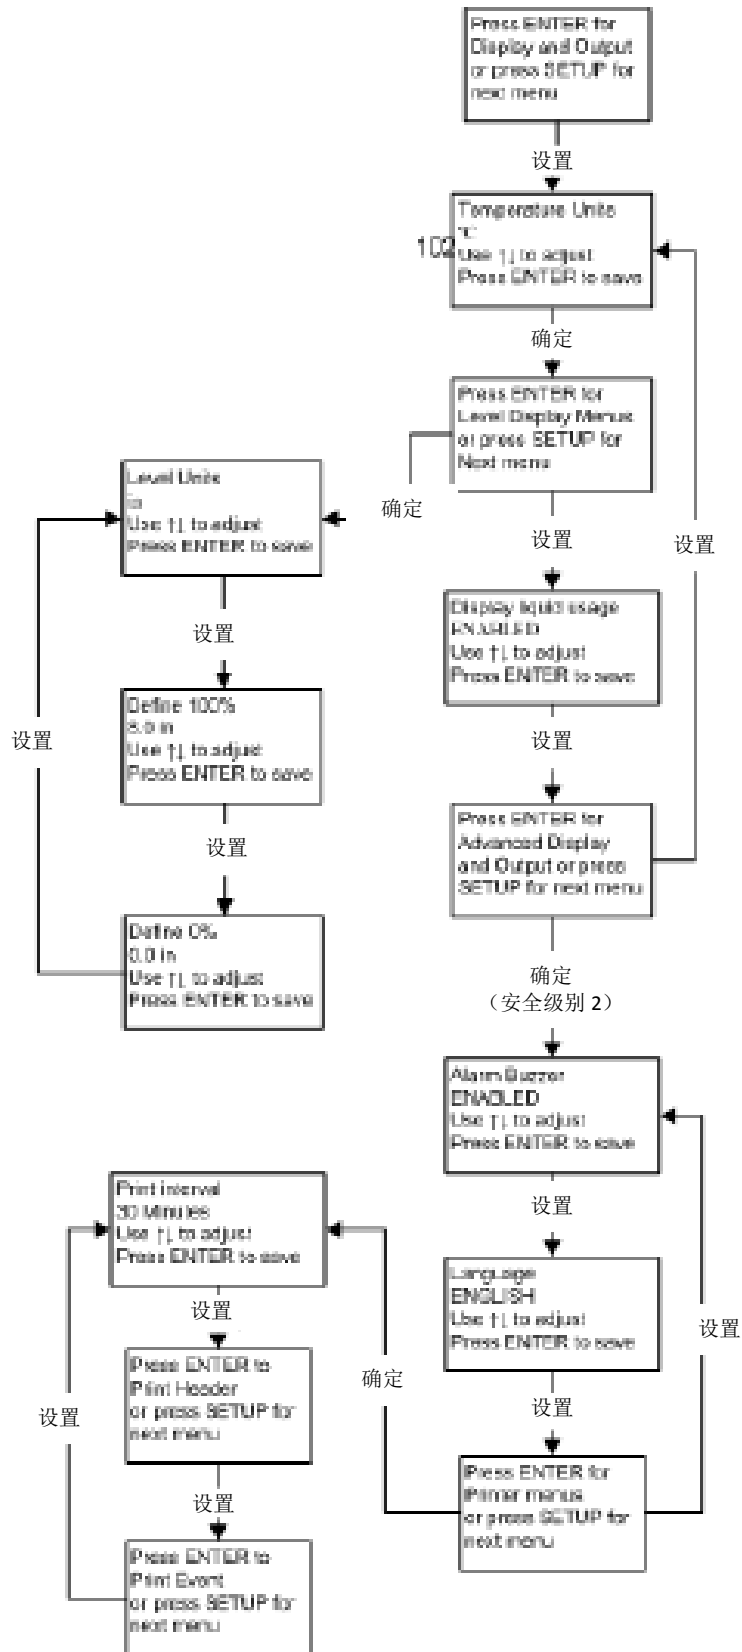 Press ENTER for
Display and Output
or press SETUP for
next menu
设置
Temperature Units
°C
102
Use ↑↓ to adjust
Press ENTER to save
确定
Press ENTER for
Level Display Menus
or press SETUP for
Next menu
确定
设置
设置
Level Units
in
Use ↑↓ to adjust
Press ENTER to save
设置
Display liquid usage
ENABLED
Use ↑↓ to adjust
Press ENTER to save
设置
设置
Define 100%
Use ↑↓ to adjust
Press ENTER to save
设置
Press ENTER for
Advanced Display
and Output or press
SETUP for next menu
Define 0%
0.0 in
Use ↑↓ to adjust
Press ENTER to save
确定
（安全级别 2）
Alarm Buzzer
ENABLED
Use ↑↓ to adjust
Press ENTER to save
设置
设置
Language
ENGLISH
Use ↑↓ to adjust
Press ENTER to save
设置
Press ENTER for
Printer menus
or press SETUP for
next menu
确定
Print interval
30 Minutes
Use ↑↓ to adjust
Press ENTER to save
设置
设置
Press ENTER to
Print Header
or press SETUP for
next menu
设置
Press ENTER to
Print Event
or press SETUP for
next menu